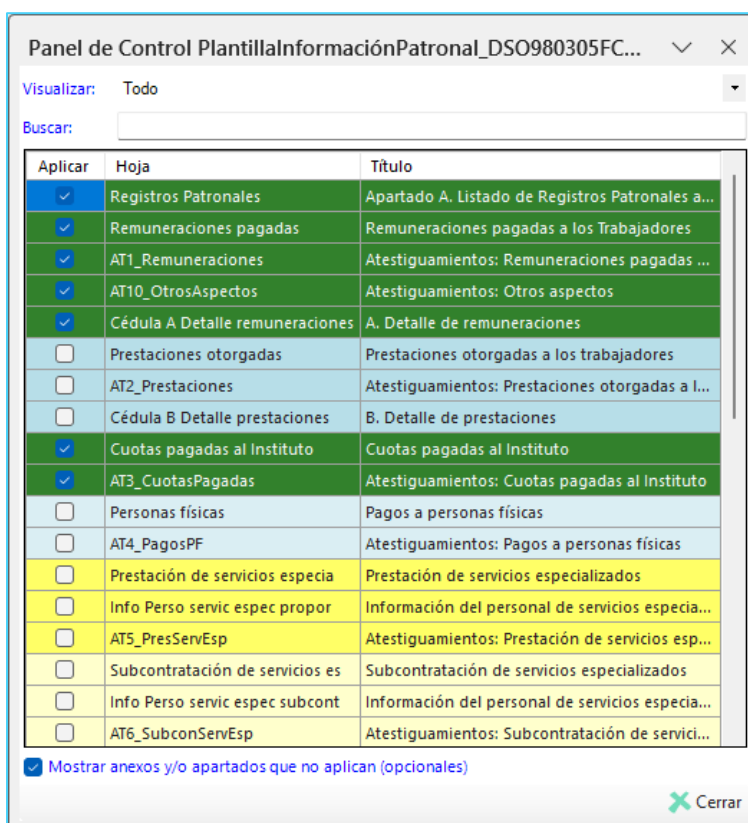 Panel de Control PlantillaInformaciónPatronal_DSO980305FC...
Visualizar: Todo
Buscar:
Aplicar Hoja Título
Registros Patronales Apartado A. Listado de Registros Patronales a...
Remuneraciones pagadas Remuneraciones pagadas a los Trabajadores
AT1_Remuneraciones Atestiguamientos: Remuneraciones pagadas ...
AT10_OtrosAspectos Atestiguamientos: Otros aspectos
Cédula A Detalle remuneraciones A. Detalle de remuneraciones
Prestaciones otorgadas Prestaciones otorgadas a los trabajadores
AT2_Prestaciones Atestiguamientos: Prestaciones otorgadas a l...
Cédula B Detalle prestaciones B. Detalle de prestaciones
Cuotas pagadas al Instituto Cuotas pagadas al Instituto
AT3_CuotasPagadas Atestiguamientos: Cuotas pagadas al Instituto
Personas físicas Pagos a personas físicas
AT4_PagosPF Atestiguamientos: Pagos a personas físicas
Prestación de servicios especia Prestación de servicios especializados
Info Perso servic espec propor Información del personal de servicios especia...
AT5_PresServEsp Atestiguamientos: Prestación de servicios esp...
Subcontratación de servicios es Subcontratación de servicios especializados
Info Perso servic espec subcont Información del personal de servicios especia...
AT6_SubconServEsp Atestiguamientos: Subcontratación de servici...
Mostrar anexos y/o apartados que no aplican (opcionales)
Cerrar